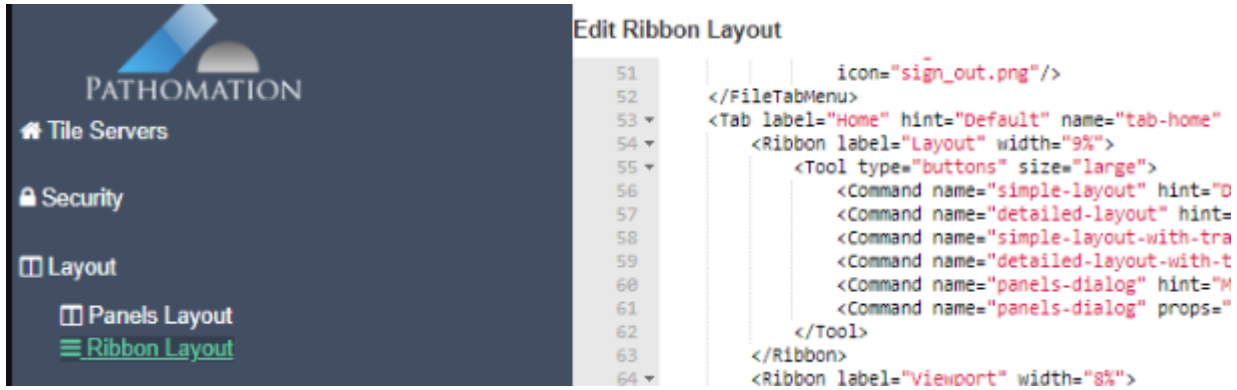 PATHOMATION
Tile Servers
Security
Layout
Panels Layout
Ribbon Layout
Edit Ribbon Layout
51 icon="sign_out.png"/>
52 </FileTabMenu>
53 <Tab label="Home" hint="Default" name="tab-home"
54 <Ribbon label="Layout" width="9%">
55 <Tool type="buttons" size="large">
56 <Command name="simple-layout" hint="D
57 <Command name="detailed-layout" hint=
58 <Command name="simple-layout-with-tra
59 <Command name="detailed-layout-with-t
60 <Command name="panels-dialog" hint="M
61 <Command name="panels-dialog" props="
62 </Tool>
63 </Ribbon>
64 <Ribbon label="Viewport" width="8%">